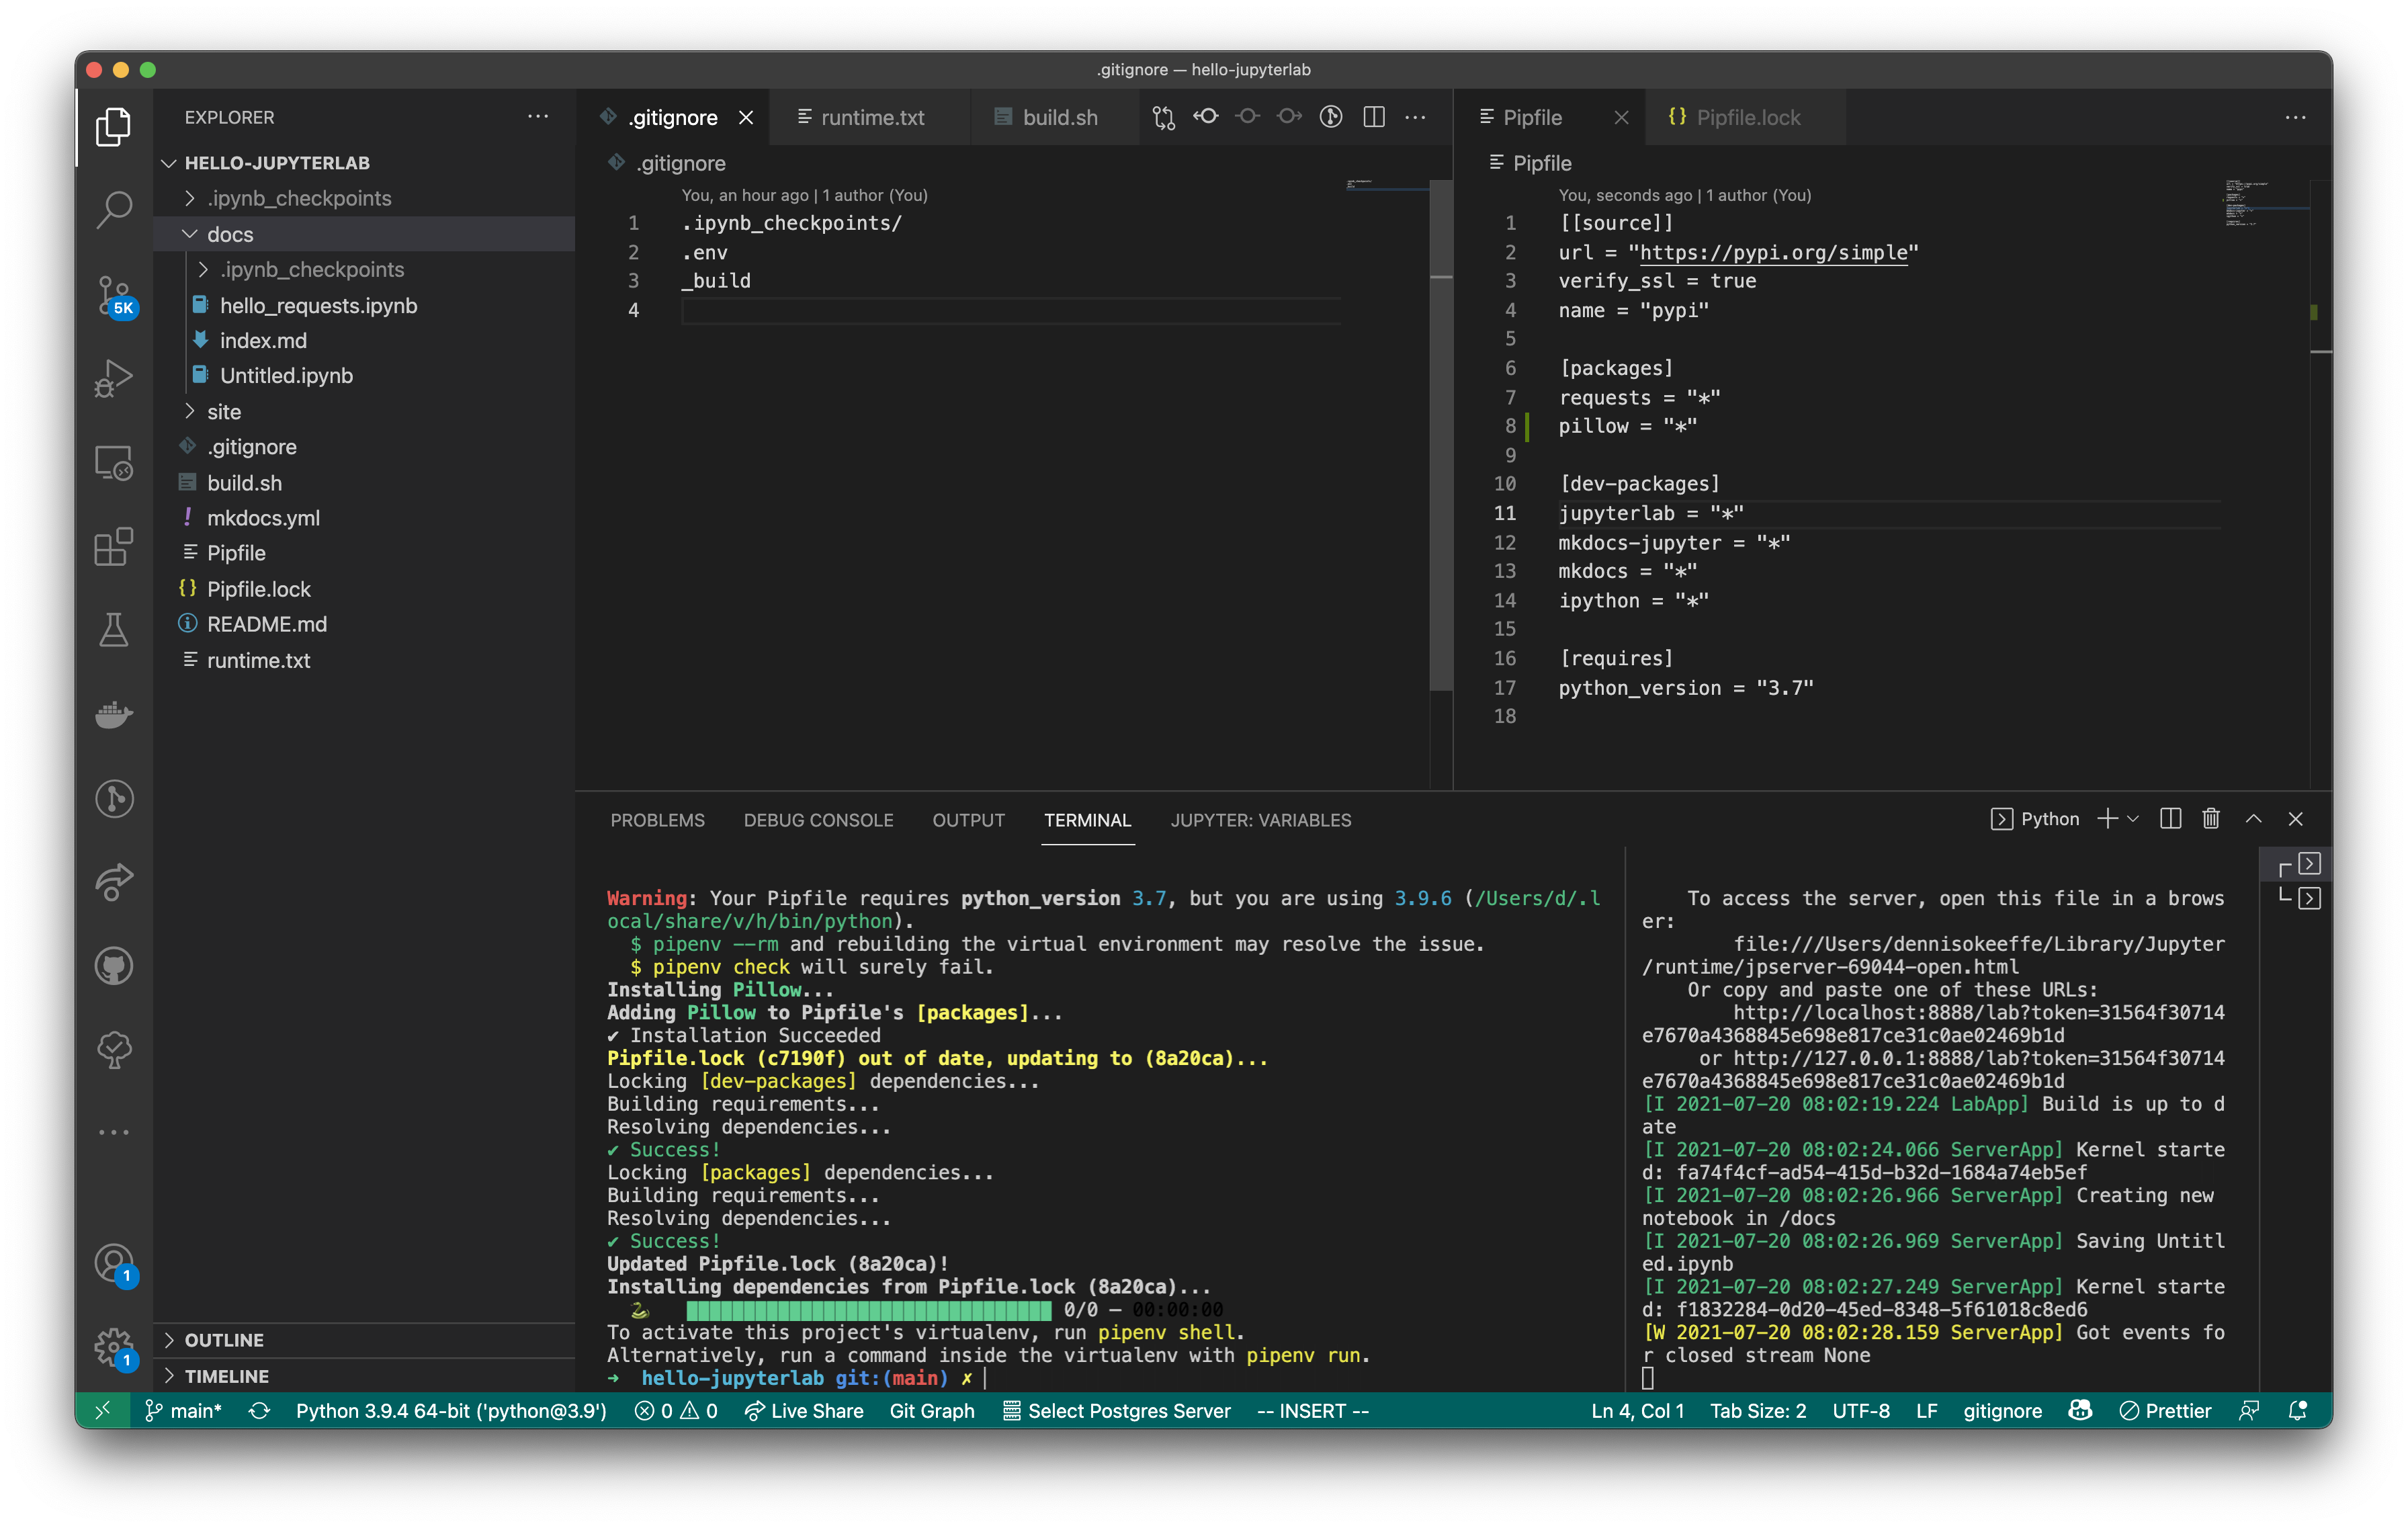 .gitignore — hello-jupyterlab
EXPLORER
HELLO-JUPYTERLAB
.ipynb_checkpoints
docs
.ipynb_checkpoints
hello_requests.ipynb
index.md
Untitled.ipynb
site
.gitignore
build.sh
mkdocs.yml
Pipfile
Pipfile.lock
README.md
runtime.txt
OUTLINE
TIMELINE
5K
1
1
.gitignore
runtime.txt
build.sh
.gitignore
You, an hour ago | 1 author (You)
1 .ipynb_checkpoints/
2 .env
3 _build
4
Pipfile
Pipfile.lock
Pipfile
You, seconds ago | 1 author (You)
1 [[source]]
2 url = "https://pypi.org/simple"
3 verify_ssl = true
4 name = "pypi"
5
6 [packages]
7 requests = "*"
8 pillow = "*"
9
10 [dev-packages]
11 jupyterlab = "*"
12 mkdocs-jupyter = "*"
13 mkdocs = "*"
14 ipython = "*"
15
16 [requires]
17 python_version = "3.7"
18
PROBLEMS DEBUG CONSOLE OUTPUT TERMINAL JUPYTER: VARIABLES
Python
Warning: Your Pipfile requires python_version 3.7, but you are using 3.9.6 (/Users/d/.l
ocal/share/v/h/bin/python).
$ pipenv --rm and rebuilding the virtual environment may resolve the issue.
$ pipenv check will surely fail.
Installing Pillow...
Adding Pillow to Pipfile's [packages]...
✔ Installation Succeeded
Pipfile.lock (c7190f) out of date, updating to (8a20ca)...
Locking [dev-packages] dependencies...
Building requirements...
Resolving dependencies...
✔ Success!
Locking [packages] dependencies...
Building requirements...
Resolving dependencies...
✔ Success!
Updated Pipfile.lock (8a20ca)!
Installing dependencies from Pipfile.lock (8a20ca)...
0/0 — 00:00:00
To activate this project's virtualenv, run pipenv shell.
Alternatively, run a command inside the virtualenv with pipenv run.
➜ hello-jupyterlab git:(main) ✗
To access the server, open this file in a brows
er:
file:///Users/dennisokeeffe/Library/Jupyter
/runtime/jpserver-69044-open.html
Or copy and paste one of these URLs:
http://localhost:8888/lab?token=31564f30714
e7670a4368845e698e817ce31c0ae02469b1d
or http://127.0.0.1:8888/lab?token=31564f30714
e7670a4368845e698e817ce31c0ae02469b1d
[I 2021-07-20 08:02:19.224 LabApp] Build is up to d
ate
[I 2021-07-20 08:02:24.066 ServerApp] Kernel starte
d: fa74f4cf-ad54-415d-b32d-1684a74eb5ef
[I 2021-07-20 08:02:26.966 ServerApp] Creating new
notebook in /docs
[I 2021-07-20 08:02:26.969 ServerApp] Saving Untitl
ed.ipynb
[I 2021-07-20 08:02:27.249 ServerApp] Kernel starte
d: f1832284-0d20-45ed-8348-5f61018c8ed6
[W 2021-07-20 08:02:28.159 ServerApp] Got events fo
r closed stream None
main* Python 3.9.4 64-bit ('python@3.9') 0 0 Live Share Git Graph Select Postgres Server -- INSERT -- Ln 4, Col 1 Tab Size: 2 UTF-8 LF gitignore Prettier